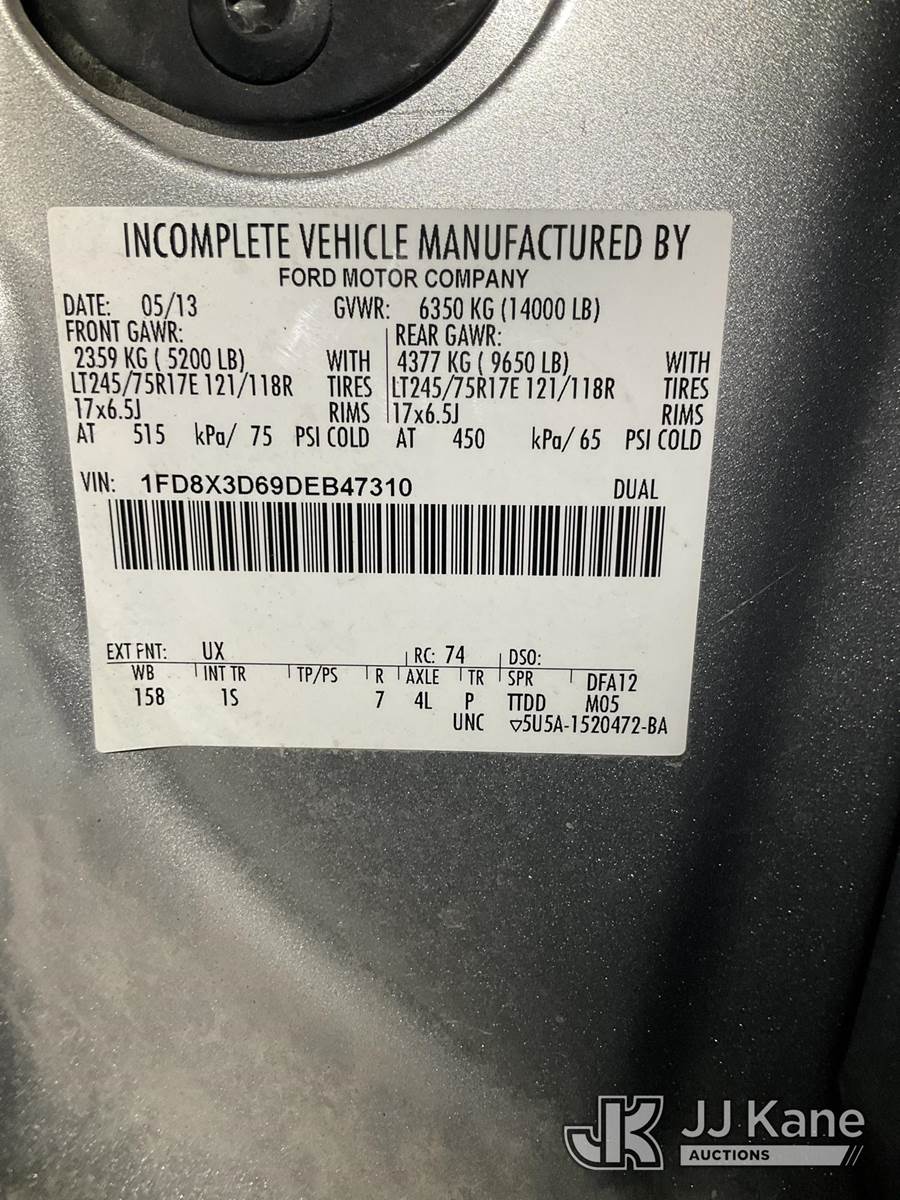 INCOMPLETE VEHICLE MANUFACTURED BY
FORD MOTOR COMPANY
DATE: 05/13 GVWR: 6350 KG (14000 LB)
FRONT GAWR: REAR GAWR:
2359 KG ( 5200 LB) WITH 4377 KG ( 9650 LB) WITH
LT245/75R17E 121/118R TIRES LT245/75R17E 121/118R TIRES
17x6.5J RIMS 17x6.5J RIMS
AT 515 kPa/ 75 PSI COLD AT 450 kPa/ 65 PSI COLD
VIN: 1FD8X3D69DEB47310 DUAL
EXT PNT: UX RC: 74 DSO:
WB INT TR TP/PS R AXLE TR SPR DFA12
158 1S 7 4L P TTDD M05
UNC ▽5U5A-1520472-BA
JK JJ Kane
AUCTIONS